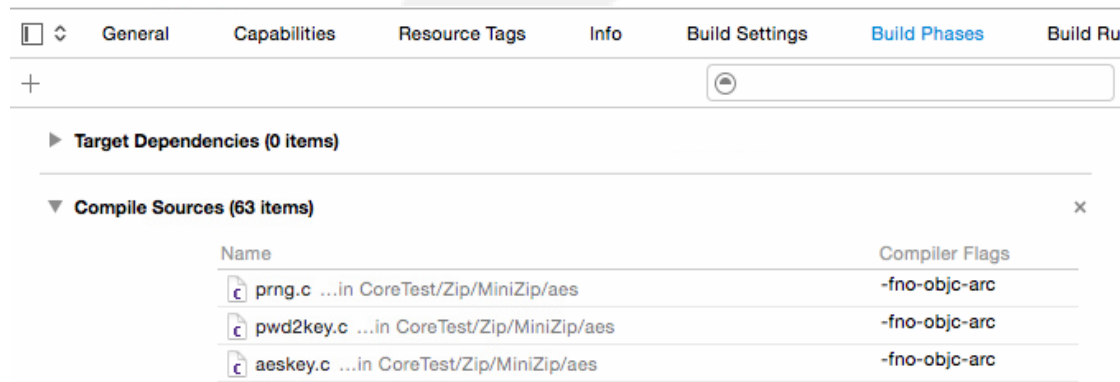 General Capabilities Resource Tags Info Build Settings Build Phases Build Ru
Target Dependencies (0 items)
Compile Sources (63 items)
Name Compiler Flags
prng.c ...in CoreTest/Zip/MiniZip/aes -fno-objc-arc
pwd2key.c ...in CoreTest/Zip/MiniZip/aes -fno-objc-arc
aeskey.c ...in CoreTest/Zip/MiniZip/aes -fno-objc-arc